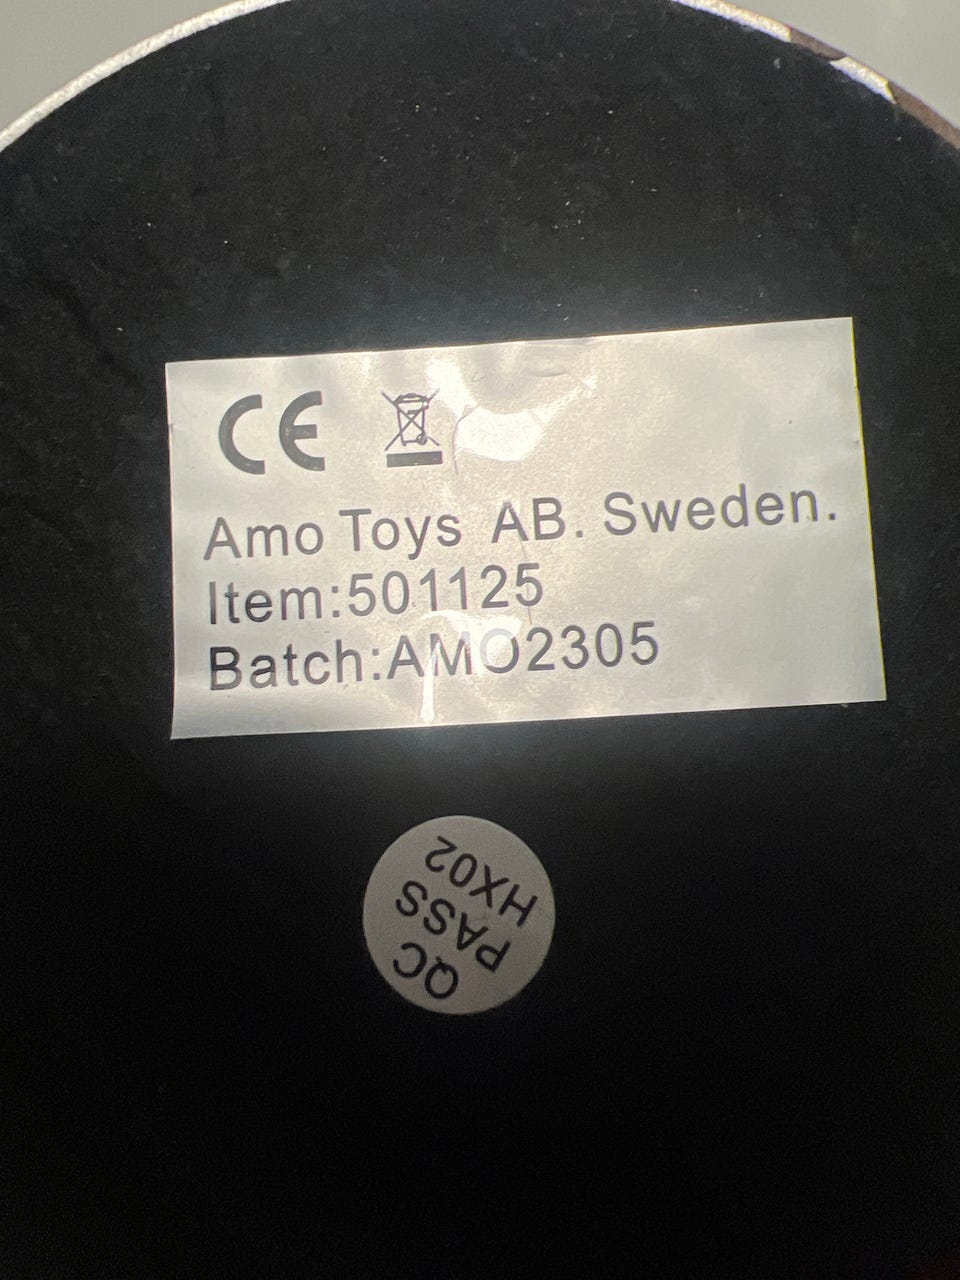 CE
Amo Toys AB. Sweden.
Item:501125
Batch:AMO2305
QC
PASS
HX02